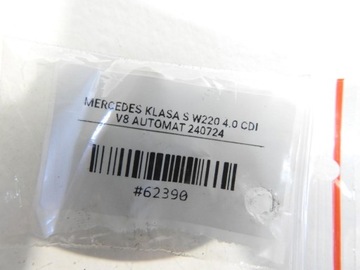 MERCEDES KLASA S W220 4.0 CDI
V8 AUTOMAT 240724
#62390